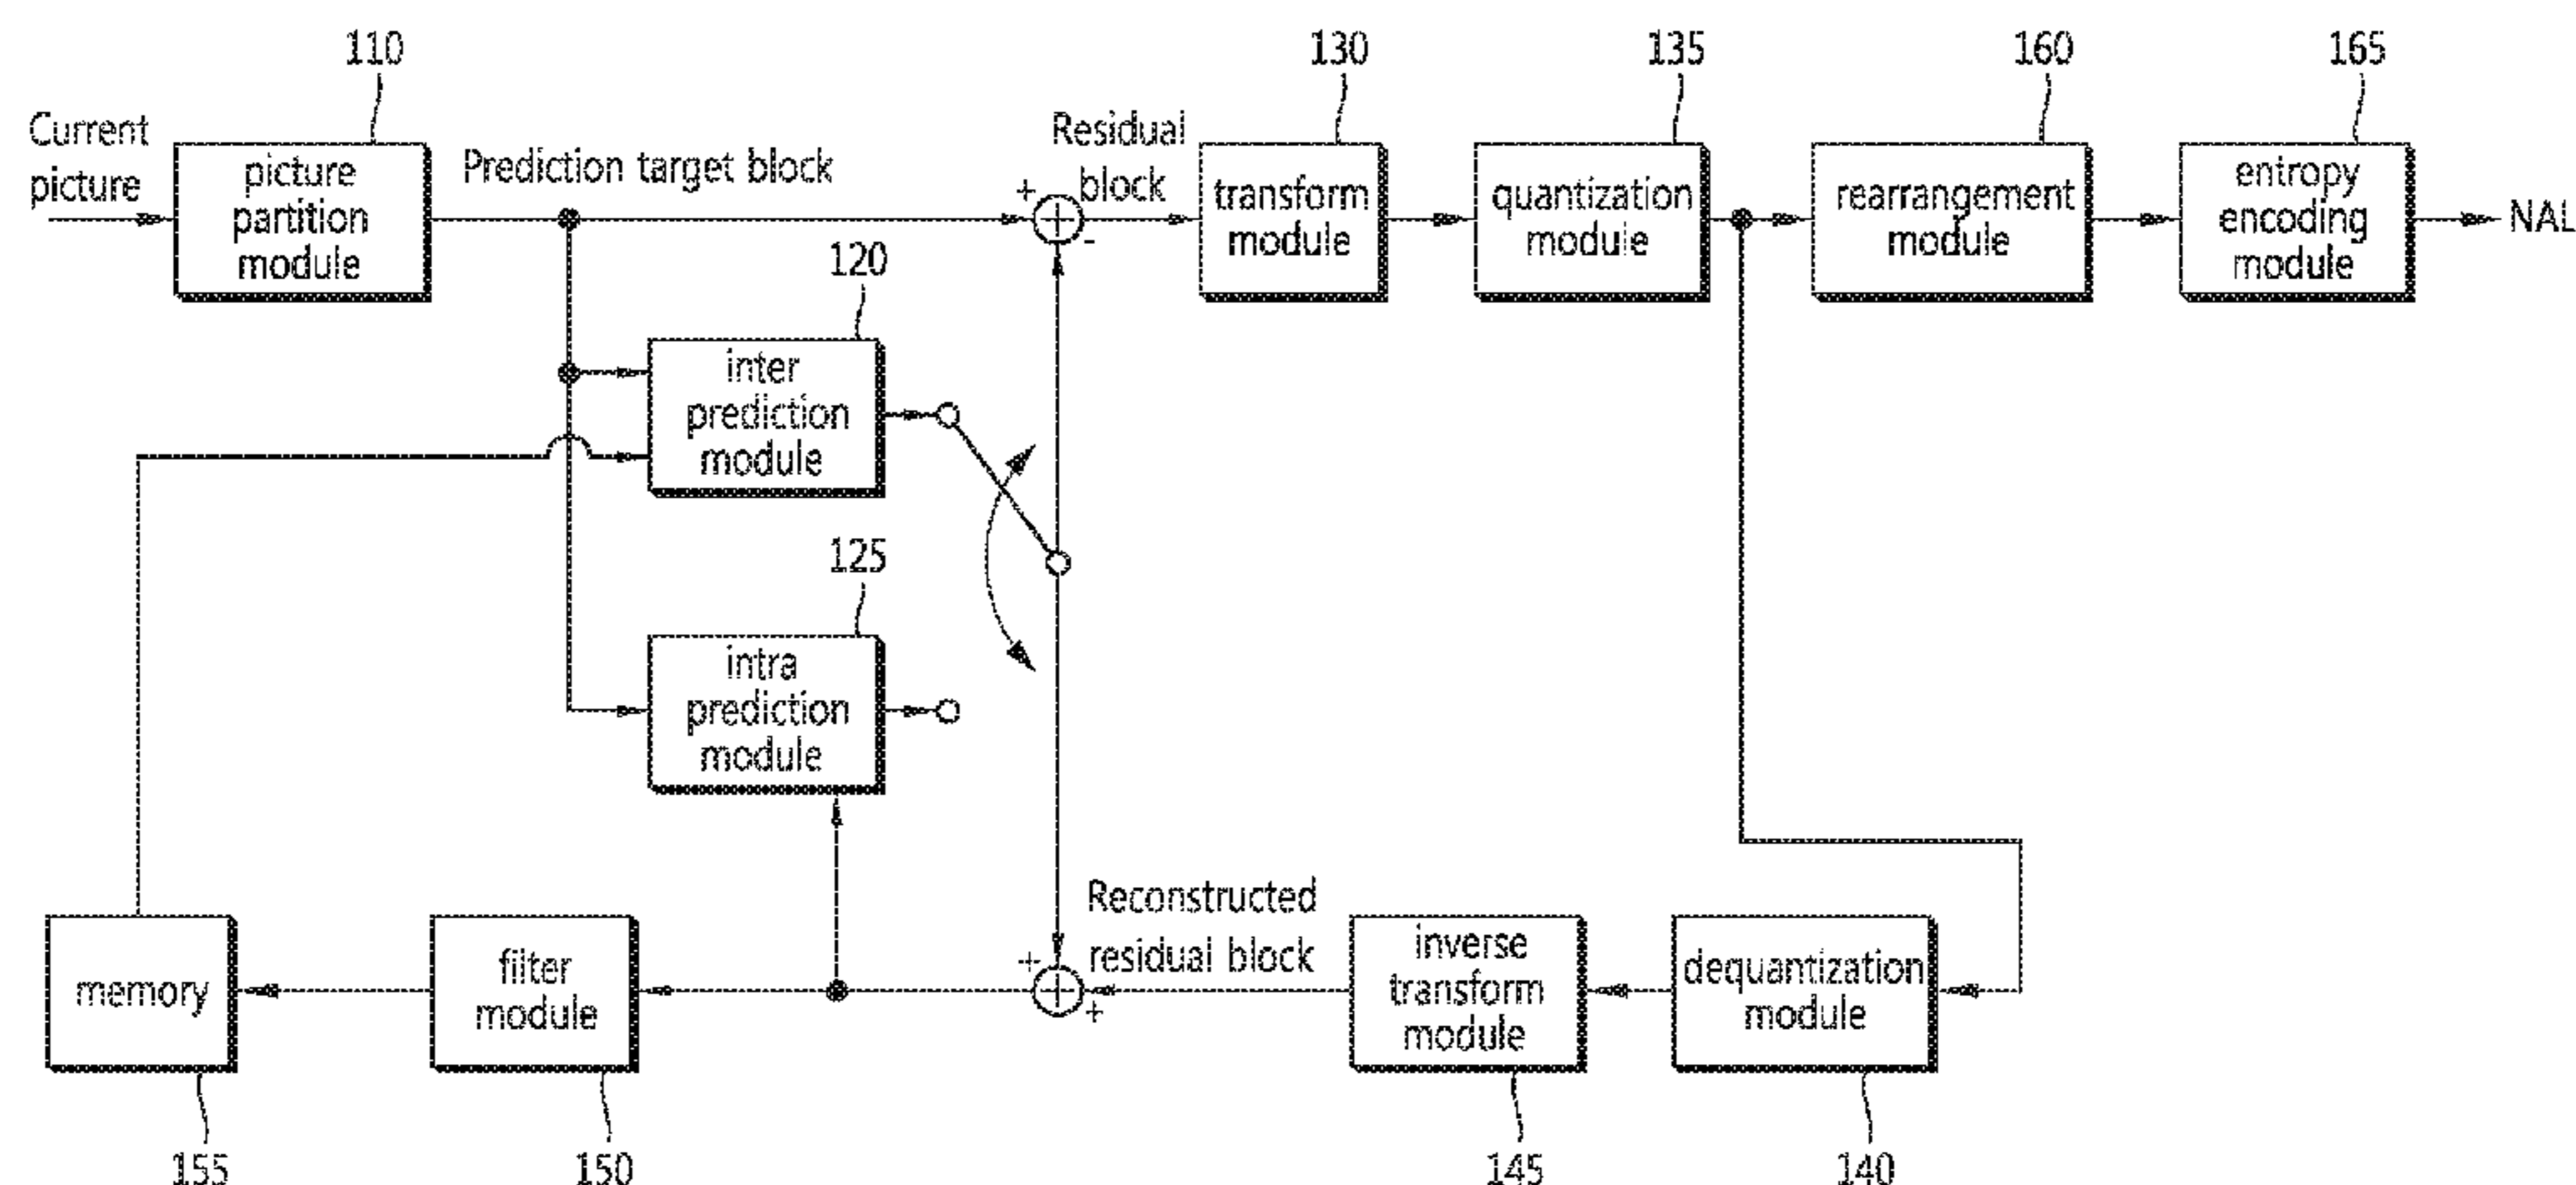 110
130
135
160
165
Current
picture
picture
partition
module
Prediction target block
+
-
Residual
block
transform
module
quantization
module
rearrangement
module
entropy
encoding
module
NAL
120
inter
prediction
module
125
intra
prediction
module
memory
filter
module
+
+
Reconstructed
residual block
inverse
transform
module
dequantization
module
155
150
145
140